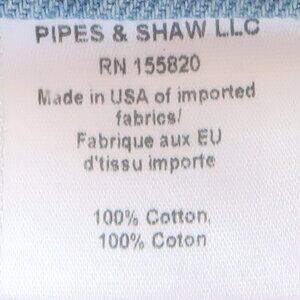 PIPES & SHAW LLC
RN 155820
Made in USA of imported
fabrics/
Fabrique aux EU
d'tissu importe
100% Cotton,
100% Coton